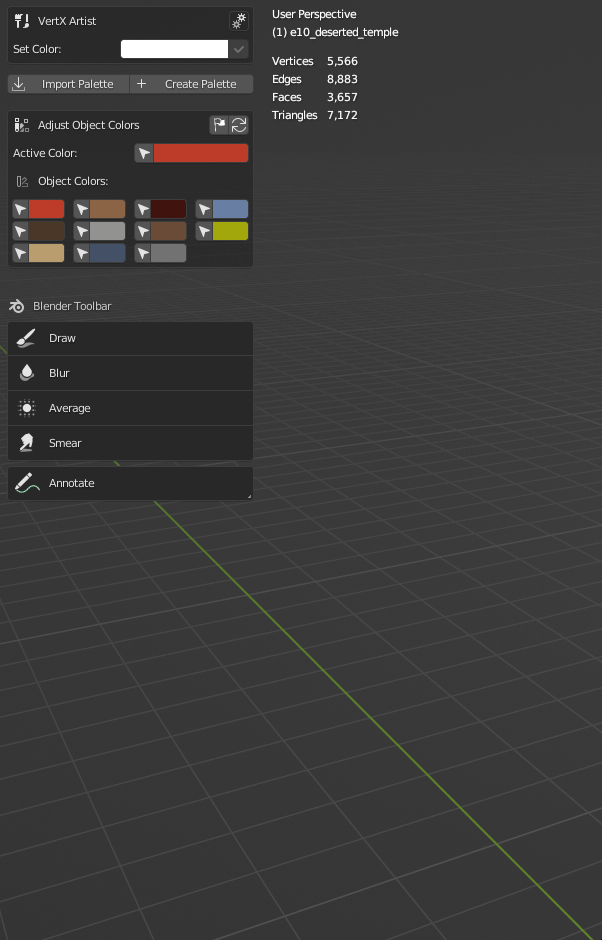 VertX Artist
Set Color:
Import Palette
Create Palette
Adjust Object Colors
Active Color:
Object Colors:
Blender Toolbar
Draw
Blur
Average
Smear
Annotate
User Perspective
(1) e10_deserted_temple
Vertices 5,566
Edges 8,883
Faces 3,657
Triangles 7,172